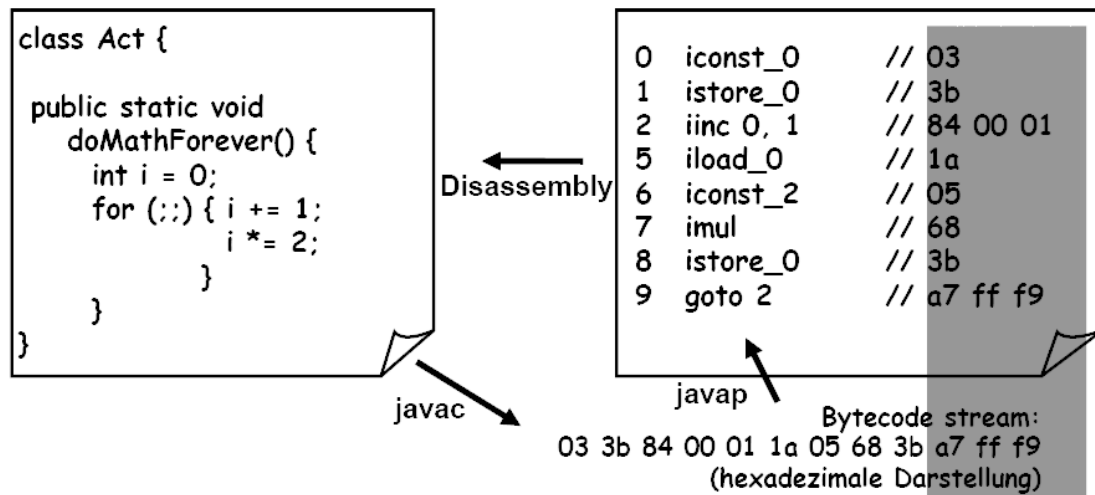 class Act {
public static void
doMathForever() {
int i = 0;
for (;;) { i += 1;
i *= 2;
}
}
}
Disassembly
0 iconst_0 // 03
1 istore_0 // 3b
2 iinc 0, 1 // 84 00 01
5 iload_0 // 1a
6 iconst_2 // 05
7 imul // 68
8 istore_0 // 3b
9 goto 2 // a7 ff f9
javac
javap
Bytecode stream:
03 3b 84 00 01 1a 05 68 3b a7 ff f9
(hexadezimale Darstellung)